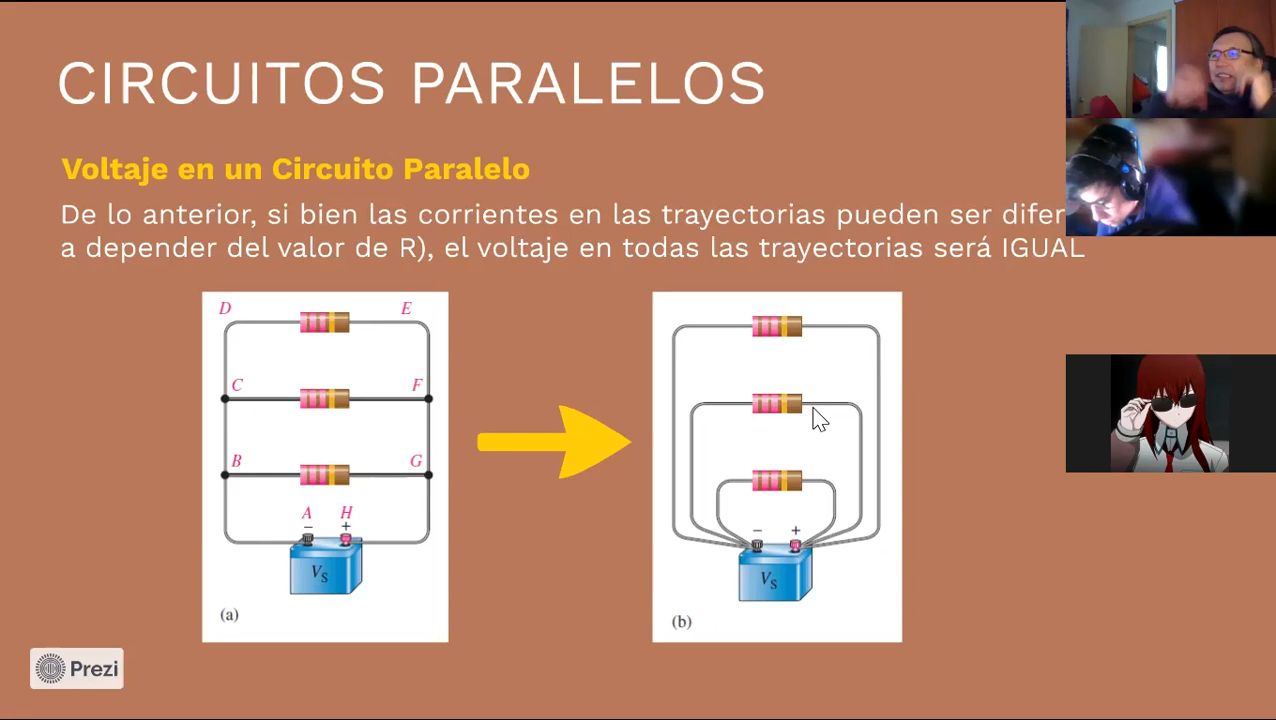 CIRCUITOS PARALELOS
Voltaje en un Circuito Paralelo
De lo anterior, si bien las corrientes en las trayectorias pueden ser difer
a depender del valor de R), el voltaje en todas las trayectorias será IGUAL
D E
C F
B G
A H
− +
VS
(a)
− +
VS
(b)
Prezi